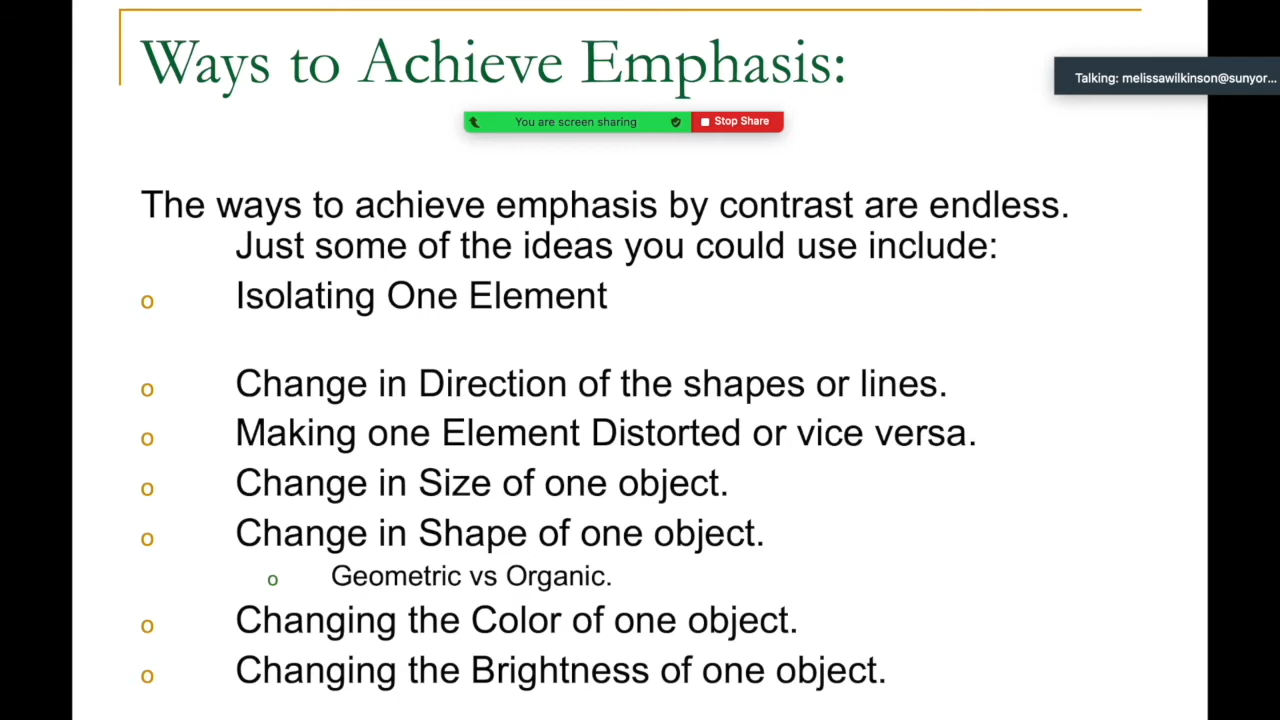 Ways to Achieve Emphasis:
Talking: melissawilkinson@sunyor...
You are screen sharing
Stop Share
The ways to achieve emphasis by contrast are endless.
Just some of the ideas you could use include:
o Isolating One Element
o Change in Direction of the shapes or lines.
o Making one Element Distorted or vice versa.
o Change in Size of one object.
o Change in Shape of one object.
o Geometric vs Organic.
o Changing the Color of one object.
o Changing the Brightness of one object.